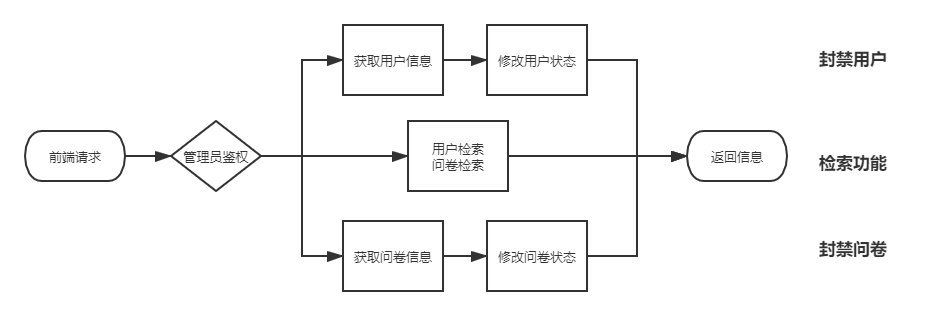 获取用户信息
修改用户状态
封禁用户
前端请求
管理员鉴权
用户检索
问卷检索
返回信息
检索功能
获取问卷信息
修改问卷状态
封禁问卷